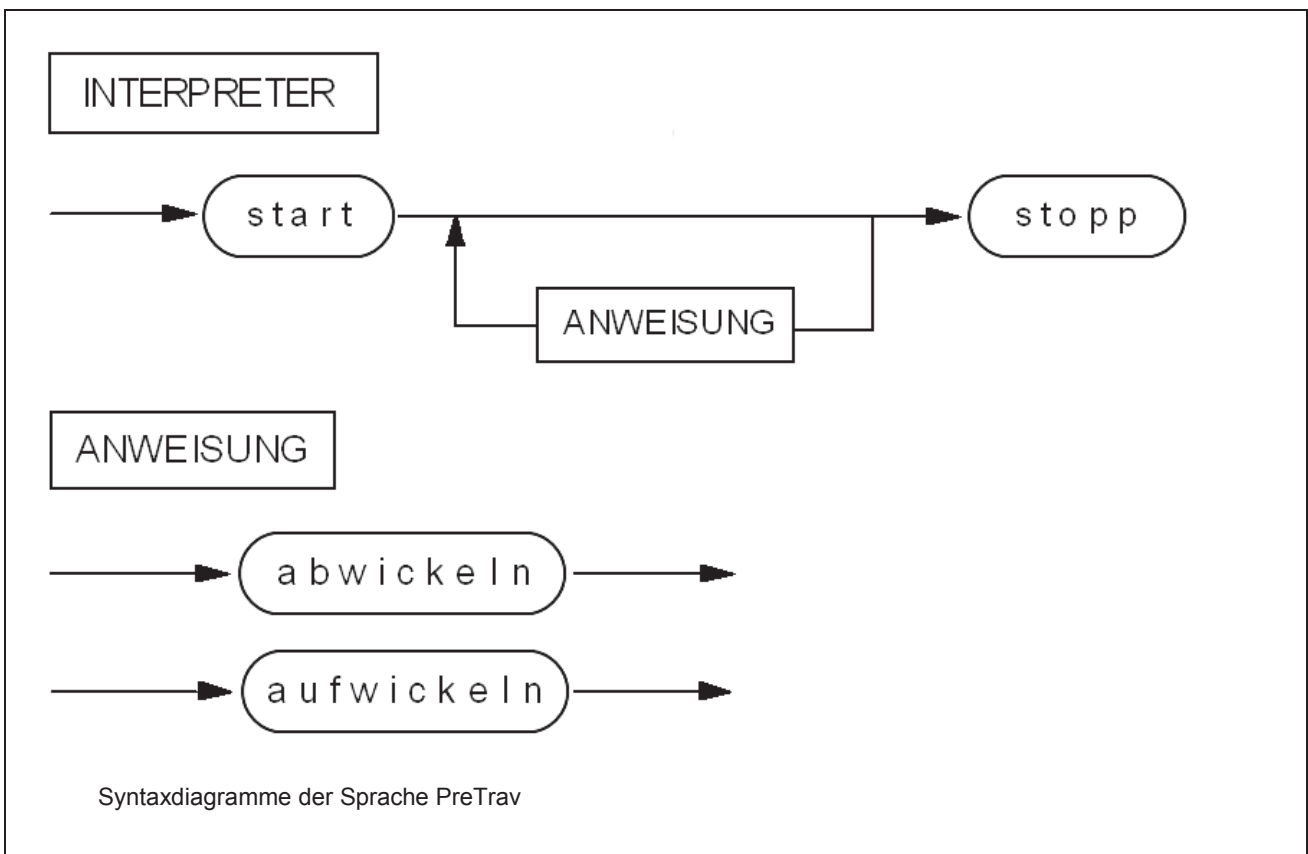 INTERPRETER
start
stopp
ANWEISUNG
ANWEISUNG
abwickeln
aufwickeln
Syntaxdiagramme der Sprache PreTrav